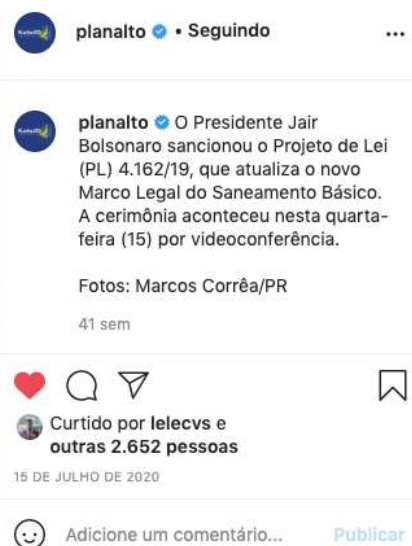 planalto • Seguindo
planalto O Presidente Jair
Bolsonaro sancionou o Projeto de Lei
(PL) 4.162/19, que atualiza o novo
Marco Legal do Saneamento Básico.
A cerimônia aconteceu nesta quarta-
feira (15) por videoconferência.
Fotos: Marcos Corrêa/PR
41 sem
Curtido por lelecvs e
outras 2.652 pessoas
15 DE JULHO DE 2020
Adicione um comentário... Publicar